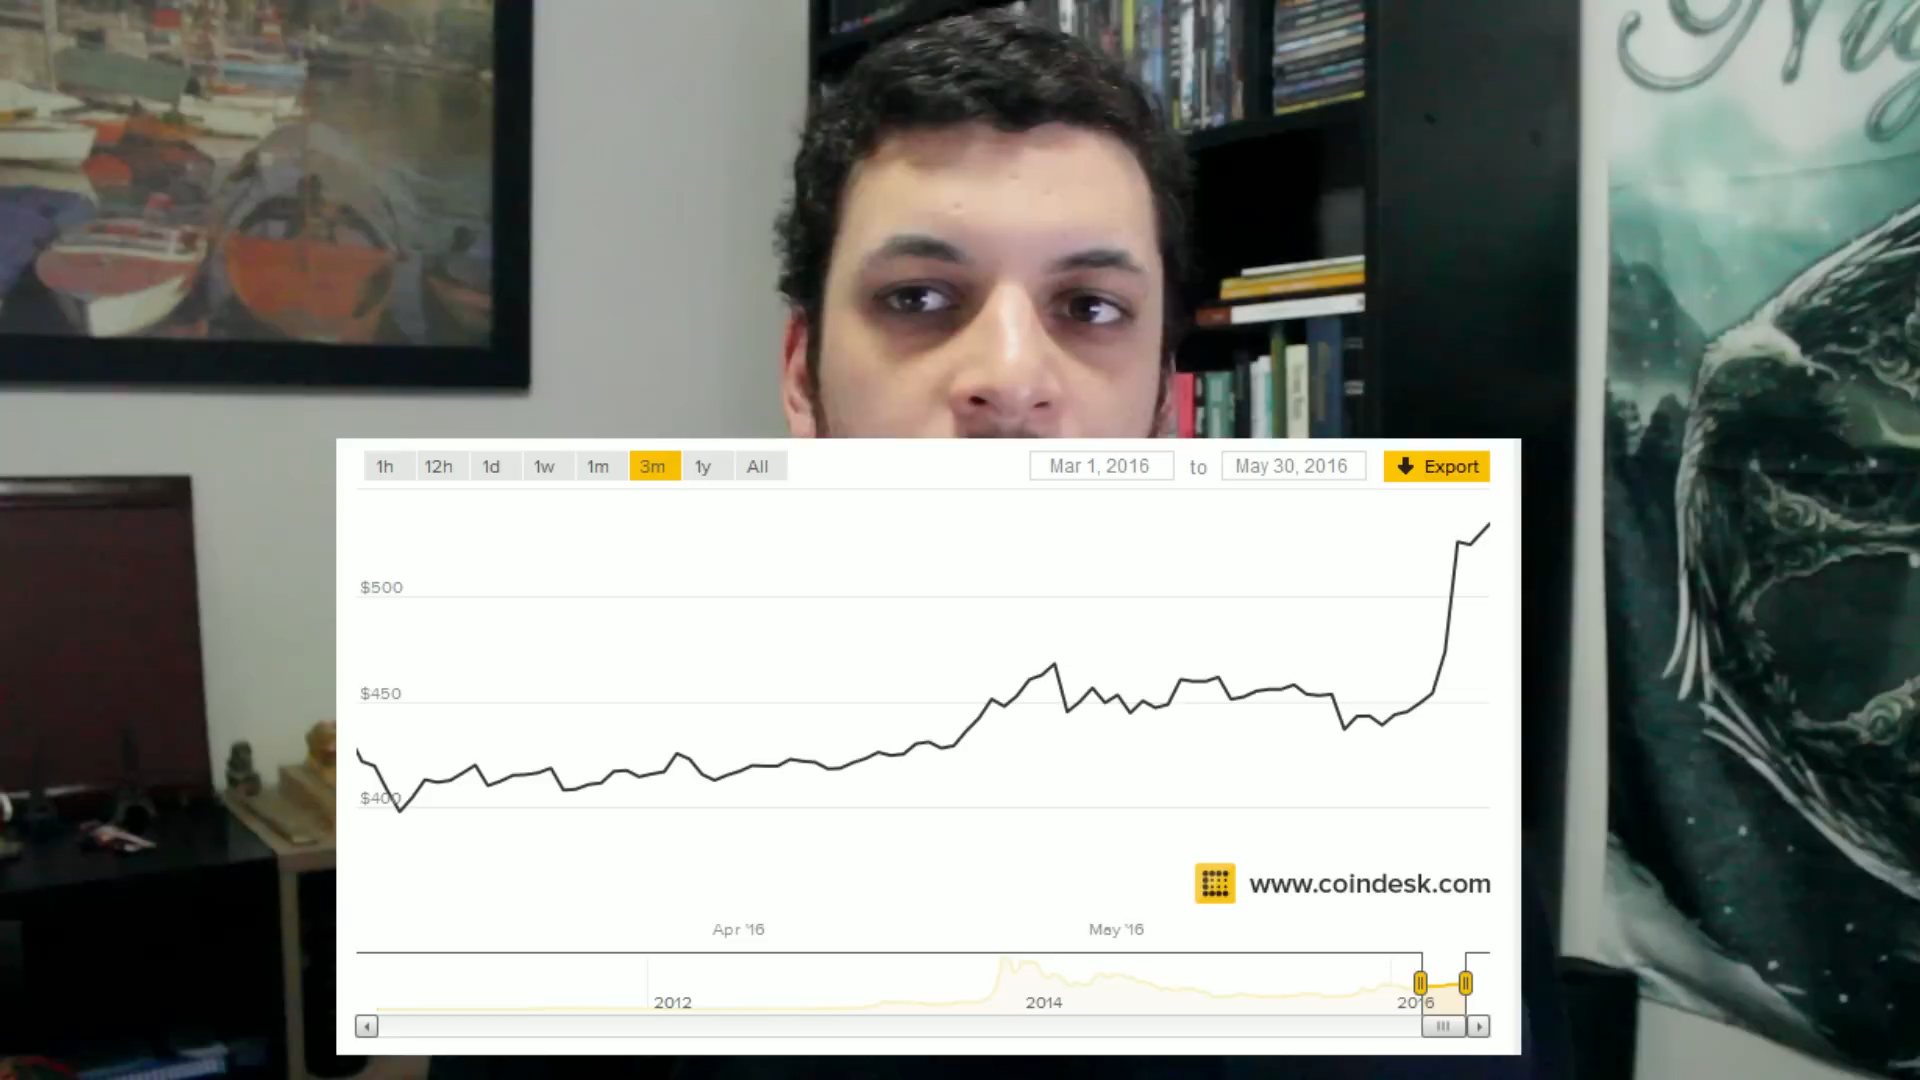 Nig
1h 12h 1d 1w 1m 3m 1y All Mar 1, 2016 to May 30, 2016 Export
$500
$450
$400
www.coindesk.com
Apr '16 May '16
2012 2014 2016